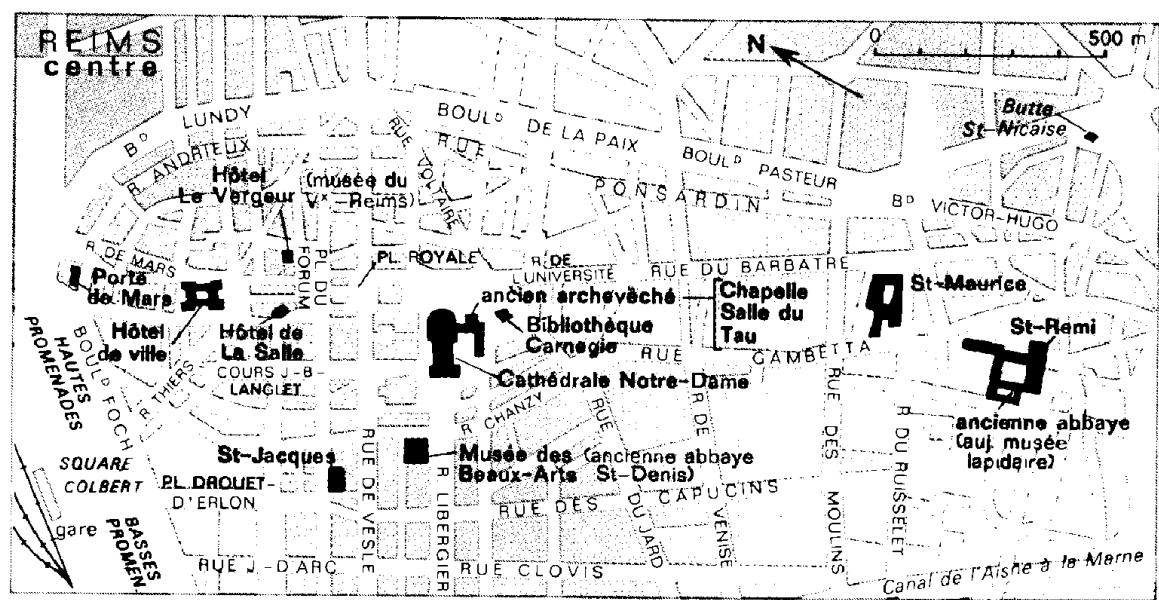 REIMS
centre
N
0 500 m
Butte
St-Nicaise
BD LUNDY
BOULD DE LA PAIX
BOULD PASTEUR
BD VICTOR-HUGO
R. ANDRIEUX
RUE VOLTAIRE
RUE PONSARDIN
Hôtel
Le Vergeur
(musée du
Vx-Reims)
R. DE MARS
Porte
de Mars
PL. DU FORUM
PL. ROYALE
R. DE
L'UNIVERSITÉ
RUE DU BARBATRE
Hôtel
de ville
Hôtel de
La Salle
COURS J-B-
LANGLET
ancien archevêché
Chapelle
Salle du
Tau
Bibliothèque
Carnegie
St-Maurice
St-Remi
RUE GAMBETTA
Cathédrale Notre-Dame
HAUTES
PROMENADES
BOULD FOCH
R. THIERS
R. CHANZY
ancienne abbaye
(auj. musée
lapidaire)
SQUARE
COLBERT
St-Jacques
PL. DROUET-
D'ERLON
RUE DE VESLE
Musée des
Beaux-Arts
(ancienne abbaye
St-Denis)
R. LIBERGIER
RUE DES CAPUCINS
RUE DU JARD
R. DE VENISE
RUE DES MOULINS
R. DU RUISSELET
gare
BASSES
PROMEN.
RUE J.-D'ARC
RUE CLOVIS
Canal de l'Aisne à la Marne